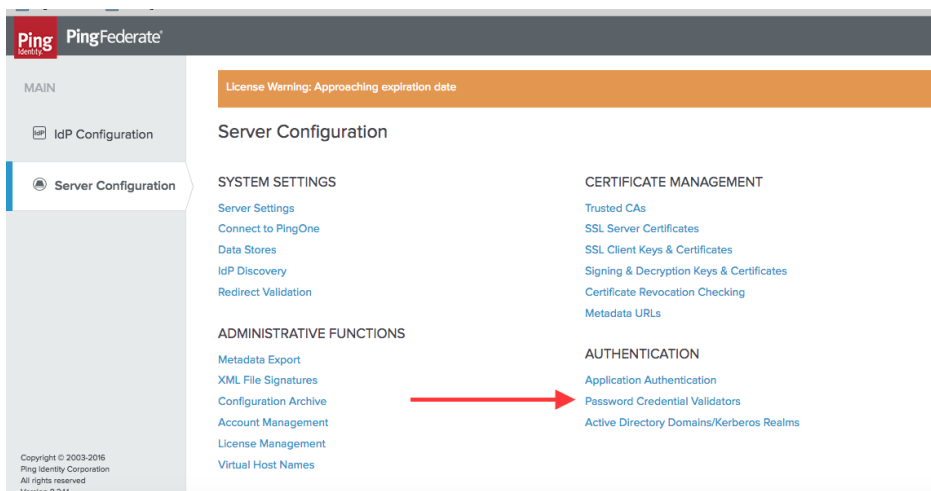 Ping
Identity.
PingFederate®
MAIN
IdP
IdP Configuration
Server Configuration
Copyright © 2003-2016
Ping Identity Corporation
All rights reserved
License Warning: Approaching expiration date
Server Configuration
SYSTEM SETTINGS
Server Settings
Connect to PingOne
Data Stores
IdP Discovery
Redirect Validation
ADMINISTRATIVE FUNCTIONS
Metadata Export
XML File Signatures
Configuration Archive
Account Management
License Management
Virtual Host Names
CERTIFICATE MANAGEMENT
Trusted CAs
SSL Server Certificates
SSL Client Keys & Certificates
Signing & Decryption Keys & Certificates
Certificate Revocation Checking
Metadata URLs
AUTHENTICATION
Application Authentication
Password Credential Validators
Active Directory Domains/Kerberos Realms